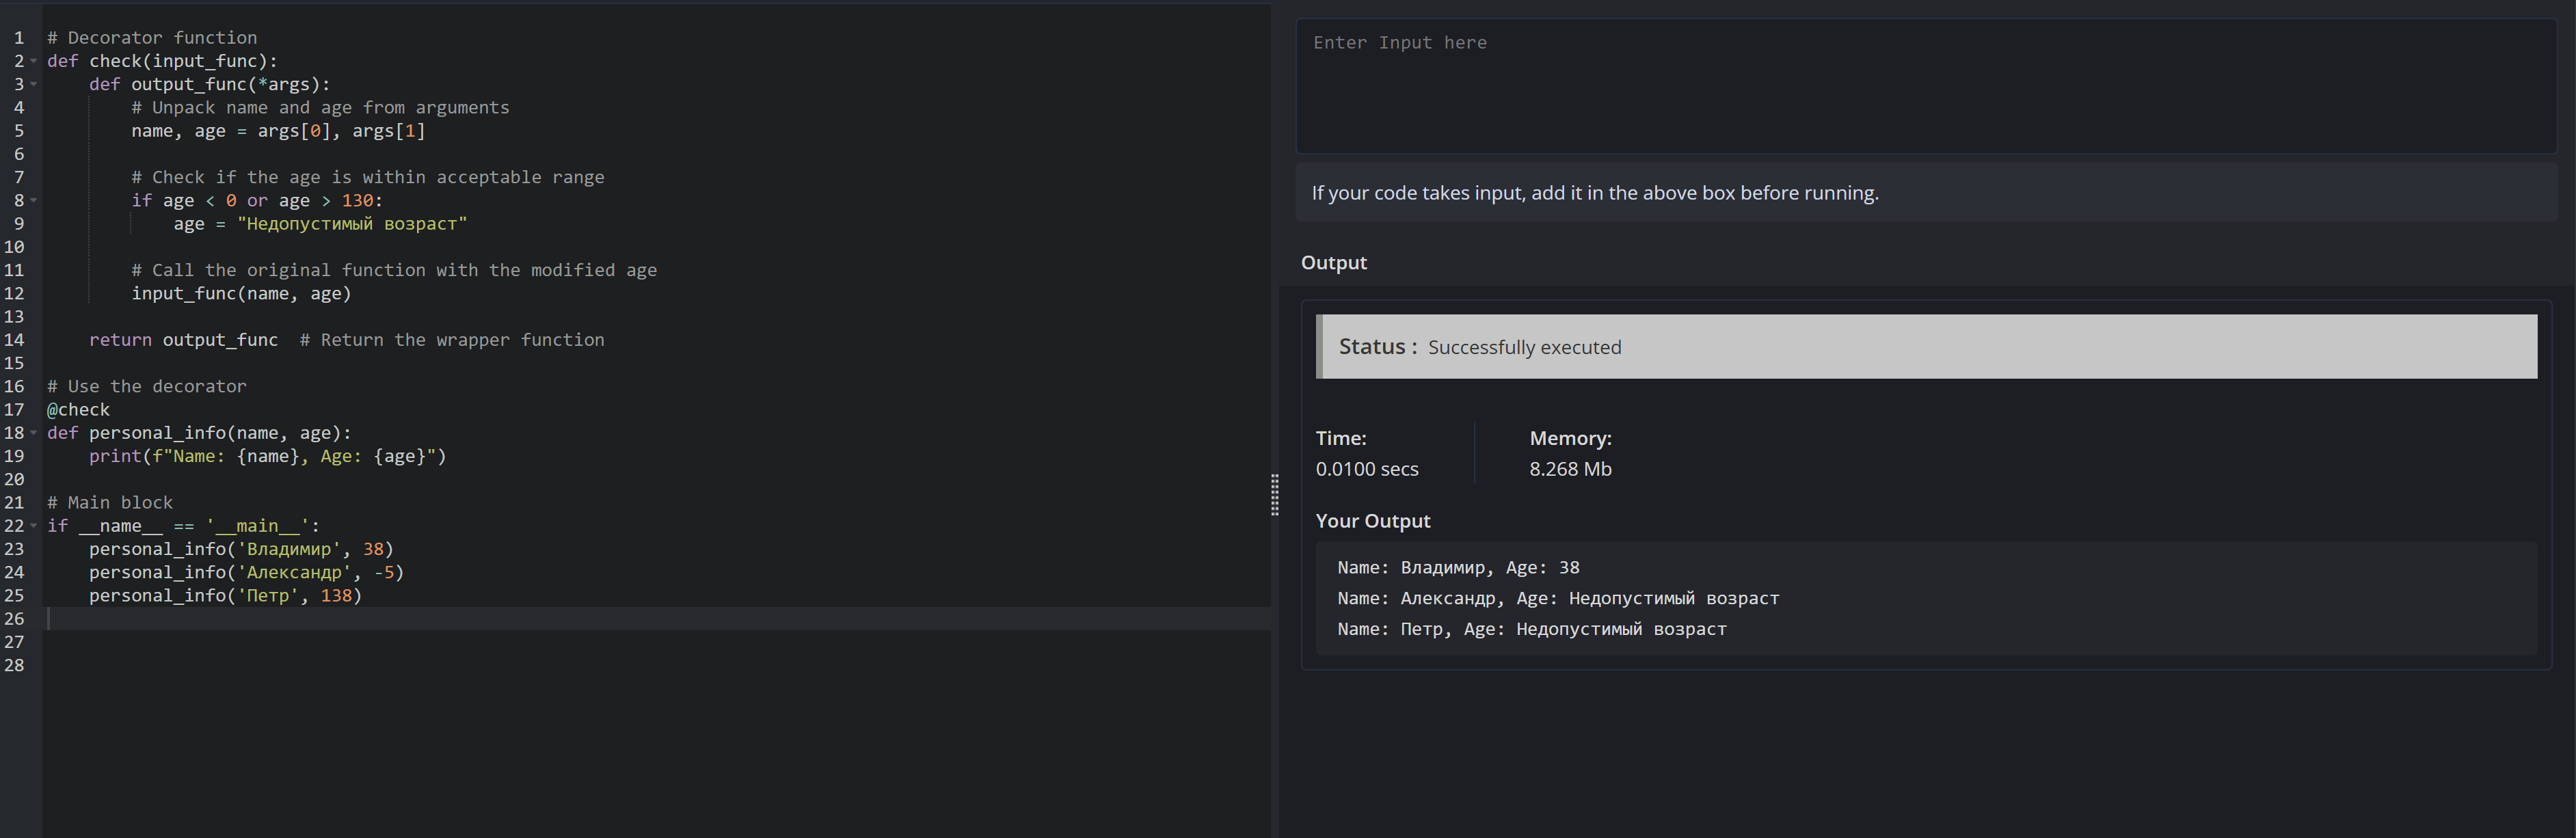 1 # Decorator function
2 def check(input_func):
3     def output_func(*args):
4         # Unpack name and age from arguments
5         name, age = args[0], args[1]
6
7         # Check if the age is within acceptable range
8         if age < 0 or age > 130:
9             age = "Недопустимый возраст"
10
11         # Call the original function with the modified age
12         input_func(name, age)
13
14     return output_func  # Return the wrapper function
15
16 # Use the decorator
17 @check
18 def personal_info(name, age):
19     print(f"Name: {name}, Age: {age}")
20
21 # Main block
22 if __name__ == '__main__':
23     personal_info('Владимир', 38)
24     personal_info('Александр', -5)
25     personal_info('Петр', 138)
26
27
28
Enter Input here
If your code takes input, add it in the above box before running.
Output
Status : Successfully executed
Time: Memory:
0.0100 secs 8.268 Mb
Your Output
Name: Владимир, Age: 38
Name: Александр, Age: Недопустимый возраст
Name: Петр, Age: Недопустимый возраст